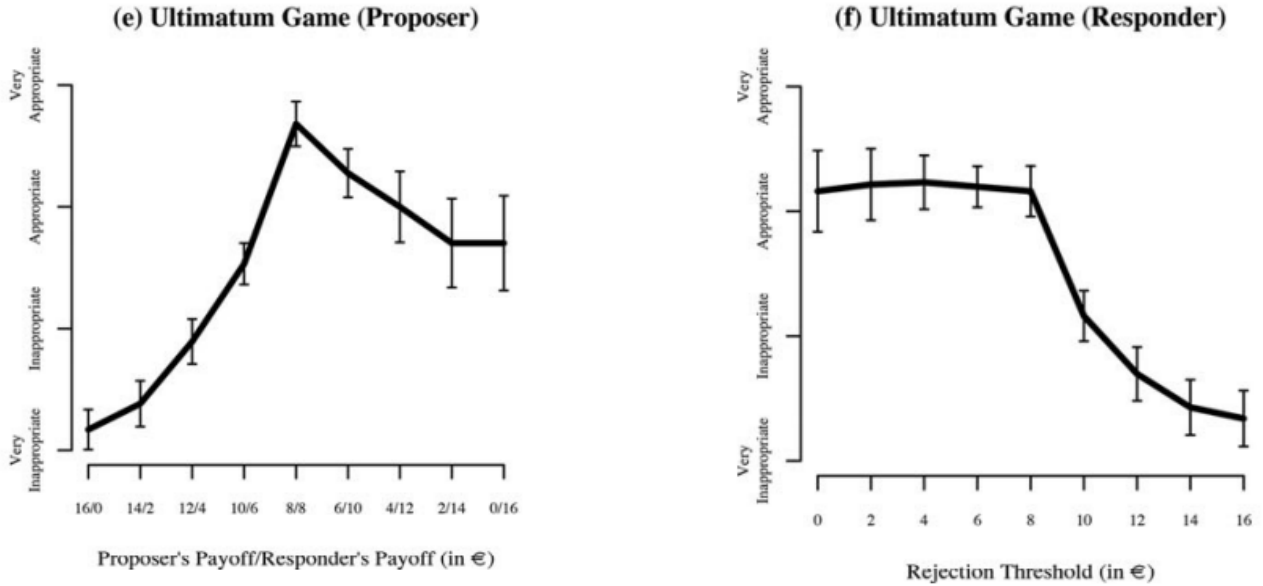 (e) Ultimatum Game (Proposer)
Very
Appropriate
Appropriate
Inappropriate
Very
Inappropriate
16/0 14/2 12/4 10/6 8/8 6/10 4/12 2/14 0/16
Proposer's Payoff/Responder's Payoff (in €)
(f) Ultimatum Game (Responder)
Very
Appropriate
Appropriate
Inappropriate
Very
Inappropriate
0 2 4 6 8 10 12 14 16
Rejection Threshold (in €)